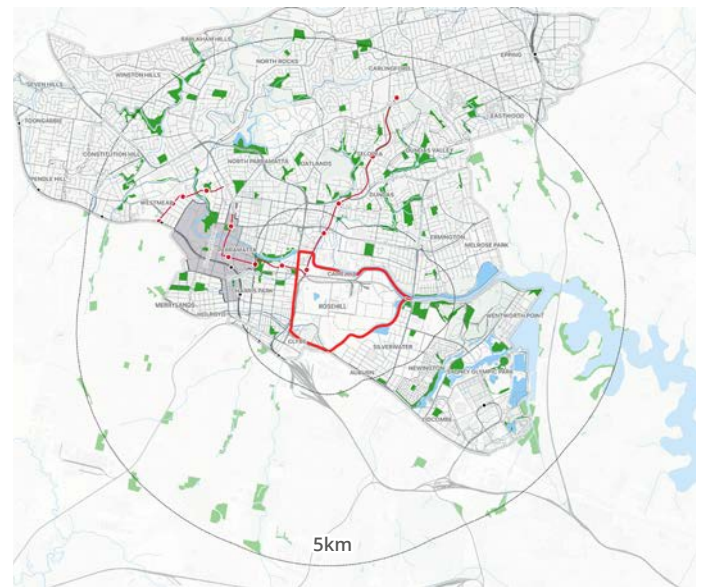 BAULKHAM HILLS
NORTH ROCKS
CARLINGFORD
EPPING
WINSTON HILLS
SEVEN HILLS
EASTWOOD
TOONGABBIE
CONSTITUTION HILL
NORTH PARRAMATTA
OATLANDS
TELOPEA
DUNDAS VALLEY
PENDLE HILL
DUNDAS
WESTMEAD
ERMINGTON
MELROSE PARK
PARRAMATTA
CAMELLIA
HARRIS PARK
MERRYLANDS
ROSEHILL
HOLROYD
WENTWORTH POINT
CLYDE
SILVERWATER
NEWINGTON
SYDNEY OLYMPIC PARK
AUBURN
LIDCOMBE
5km